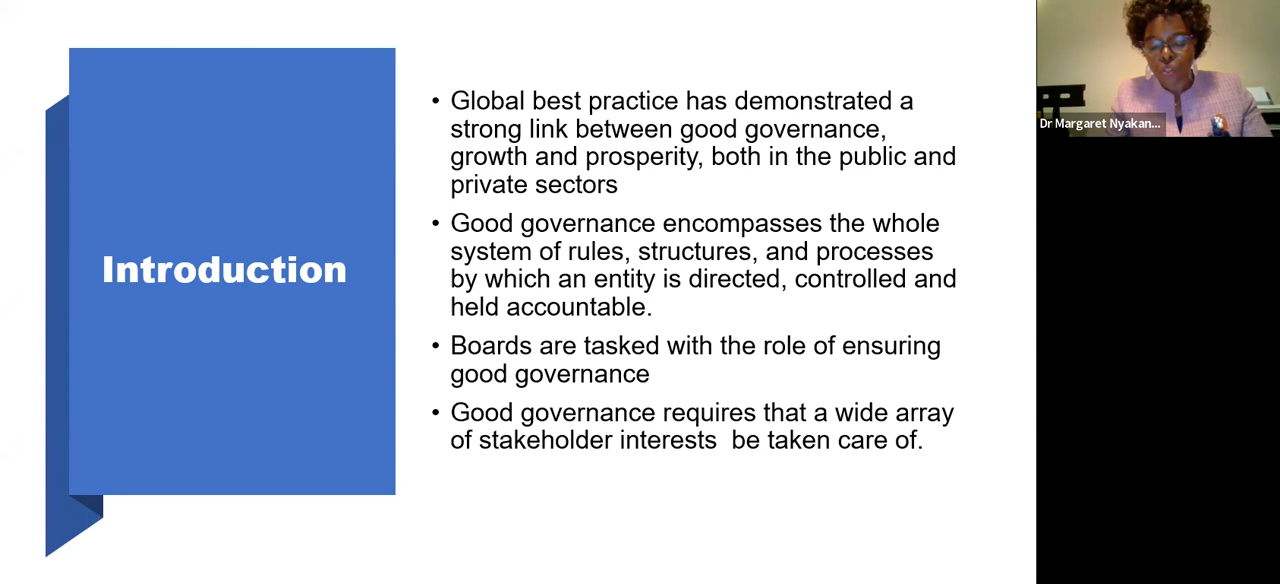 Introduction
• Global best practice has demonstrated a
strong link between good governance,
growth and prosperity, both in the public and
private sectors
• Good governance encompasses the whole
system of rules, structures, and processes
by which an entity is directed, controlled and
held accountable.
• Boards are tasked with the role of ensuring
good governance
• Good governance requires that a wide array
of stakeholder interests  be taken care of.
Dr Margaret Nyakan...